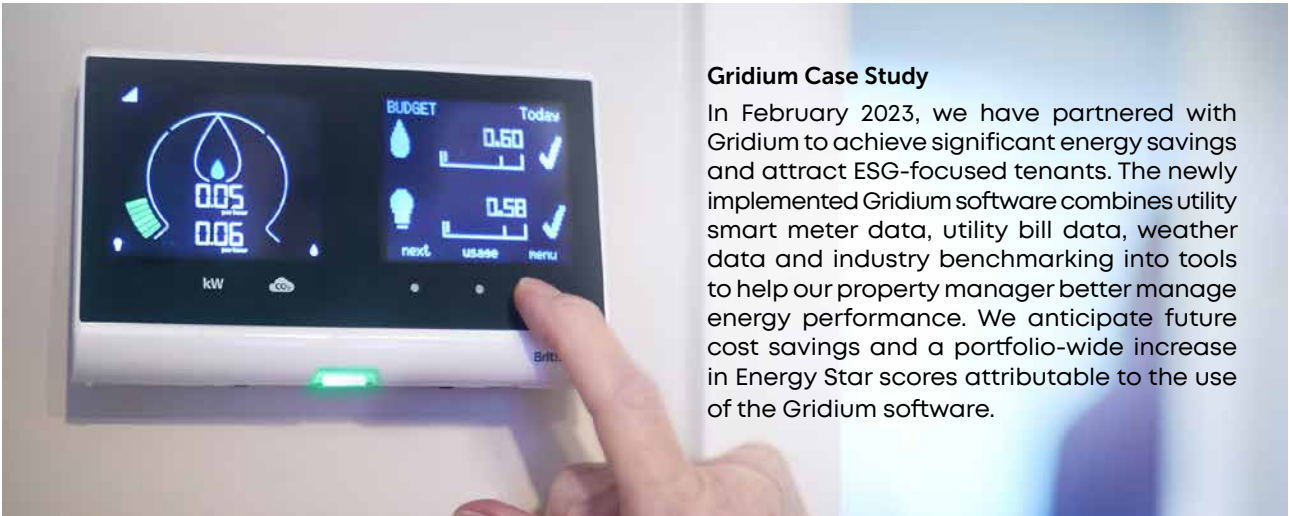 BUDGET
Today
0.60
0.05
0.06
0.58
next usage menu
kW CO₂
Gridium Case Study
In February 2023, we have partnered with
Gridium to achieve significant energy savings
and attract ESG-focused tenants. The newly
implemented Gridium software combines utility
smart meter data, utility bill data, weather
data and industry benchmarking into tools
to help our property manager better manage
energy performance. We anticipate future
cost savings and a portfolio-wide increase
in Energy Star scores attributable to the use
of the Gridium software.